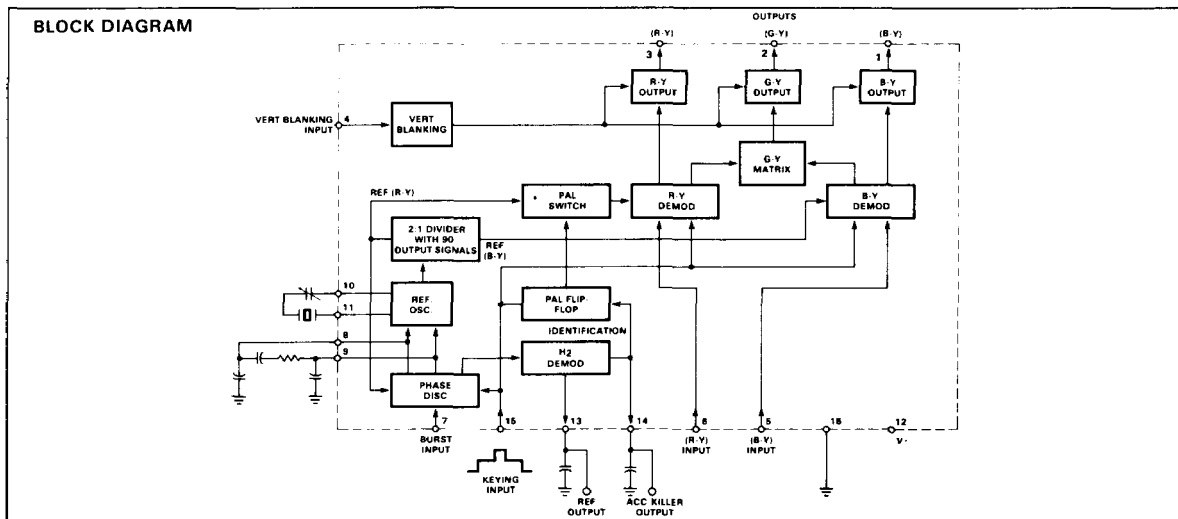 BLOCK DIAGRAM
OUTPUTS
(R-Y)
(G-Y)
(B-Y)
3
2
1
R-Y
OUTPUT
G-Y
OUTPUT
B-Y
OUTPUT
VERT BLANKING
INPUT
4
VERT
BLANKING
G-Y
MATRIX
REF (R-Y)
PAL
SWITCH
R-Y
DEMOD
B-Y
DEMOD
2:1 DIVIDER
WITH 90
OUTPUT SIGNALS
REF
(B-Y)
10
11
REF.
OSC.
PAL FLIP-
FLOP
IDENTIFICATION
8
9
H2
DEMOD
PHASE
DISC
7
15
13
14
6
5
16
12
BURST
INPUT
(R-Y)
INPUT
(B-Y)
INPUT
V-
KEYING
INPUT
REF
OUTPUT
ACC KILLER
OUTPUT